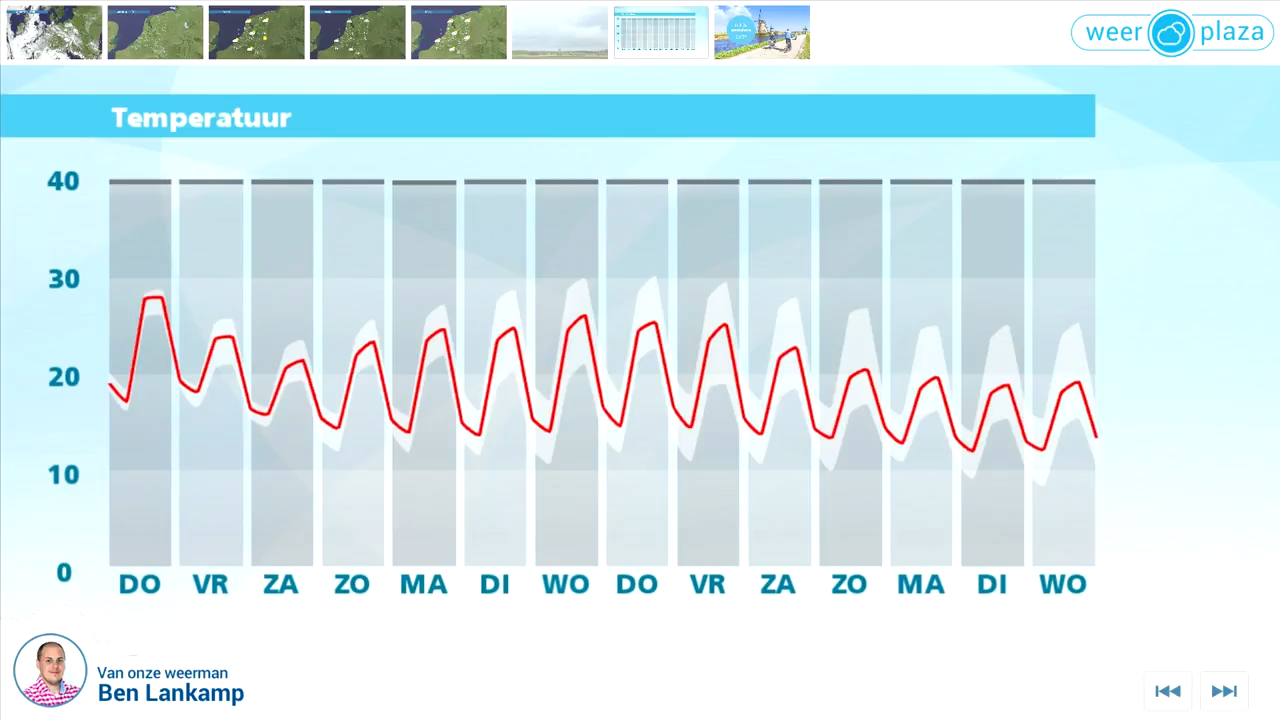 weer plaza
Temperatuur
40
30
20
10
0
DO VR ZA ZO MA DI WO DO VR ZA ZO MA DI WO
Van onze weerman
Ben Lankamp